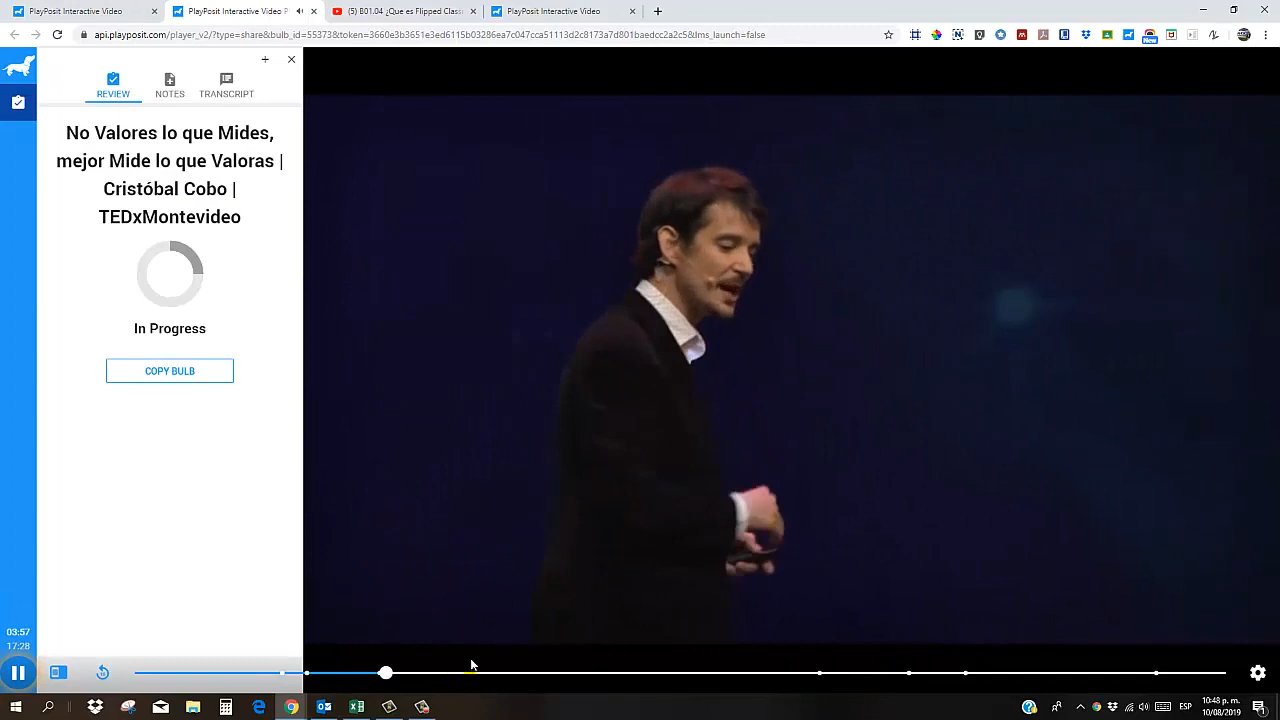 PlayPosit Interactive Video
PlayPosit Interactive Video P
(5) B01.04 ¿Que es Flipped Class
PlayPosit Interactive Video
api.playposit.com/player_v2/?type=share&bulb_id=55373&token=3660e3b3651e3ed6115b03286ea7c047cca51113d2c8173a7d801baedcc2a2c5&lms_launch=false
New
REVIEW
NOTES
TRANSCRIPT
No Valores lo que Mides,
mejor Mide lo que Valoras |
Cristóbal Cobo |
TEDxMontevideo
In Progress
COPY BULB
03:57
17:28
ESP
10:48 p. m.
10/08/2019